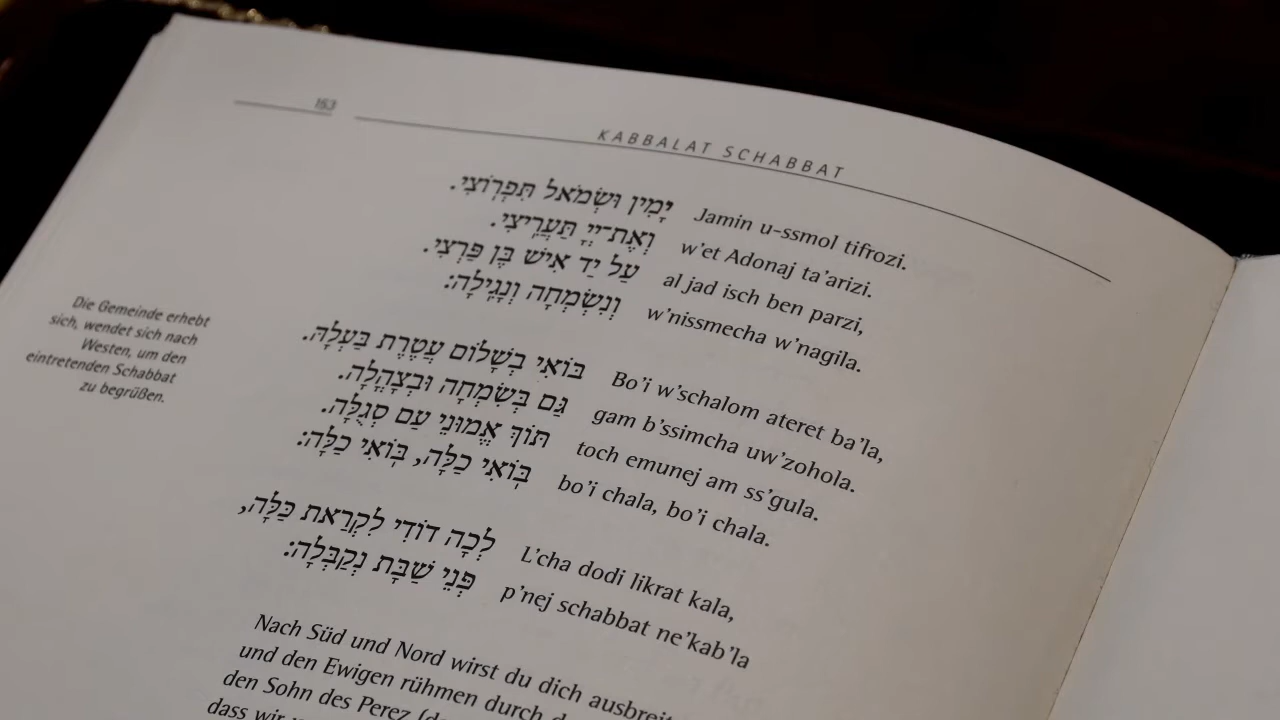 163
KABBALAT SCHABBAT
יָמִין וּשְׂמֹאל תִּפְרְוֹצִי.
Jamin u-ssmol tifrozi.
וְאֶת־יְיָ תַּעֲרִֽיצִי.
w'et Adonaj ta'arizi.
עַל יַד אִישׁ בֶּן פַּרְצִי.
al jad isch ben parzi,
וְנִשְׂמְחָה וְנָגִֽילָה:
w'nissmecha w'nagila.
Die Gemeinde erhebt
sich, wendet sich nach
Westen, um den
eintretenden Schabbat
zu begrüßen.
בּוֹאִי בְשָׁלוֹם עֲטֶרֶת בַּעְלָהּ.
Bo'i w'schalom ateret ba'la,
גַּם בְּשִׂמְחָה וּבְצָהֳלָה.
gam b'ssimcha uw'zohola.
תּוֹךְ אֱמוּנֵי עַם סְגֻלָּה.
toch emunej am ss'gula.
בּֽוֹאִי כַלָּה, בּֽוֹאִי כַלָּה:
bo'i chala, bo'i chala.
לְכָה דוֹדִי לִקְרַאת כַּלָּה,
L'cha dodi likrat kala,
פְּנֵי שַׁבָּת נְקַבְּלָה:
p'nej schabbat ne'kab'la
Nach Süd und Nord wirst du dich
und den Ewigen rühmen durch
den Sohn des Perez
dass wir